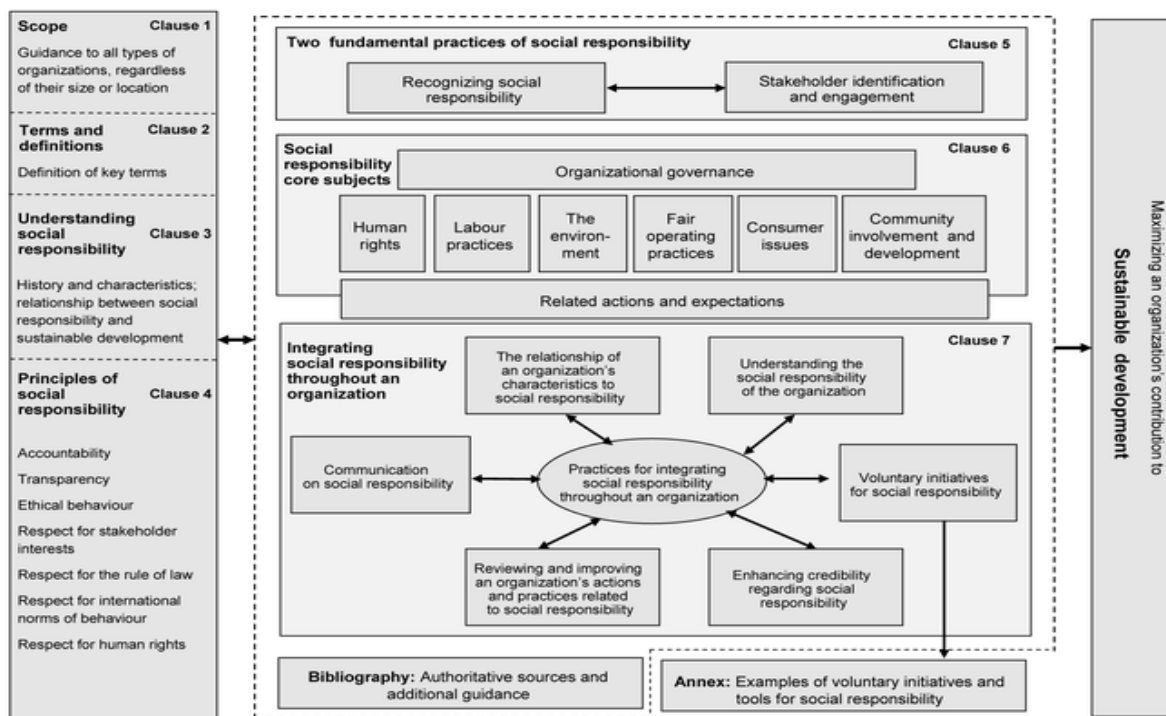 Scope Clause 1
Guidance to all types of
organizations, regardless
of their size or location
Terms and Clause 2
definitions
Definition of key terms
Understanding
social
responsibility Clause 3
History and characteristics;
relationship between social
responsibility and
sustainable development
Principles of
social Clause 4
responsibility
Accountability
Transparency
Ethical behaviour
Respect for stakeholder
interests
Respect for the rule of law
Respect for international
norms of behaviour
Respect for human rights
Two fundamental practices of social responsibility Clause 5
Recognizing social
responsibility
Stakeholder identification
and engagement
Social
responsibility
core subjects
Clause 6
Organizational governance
Human
rights
Labour
practices
The
environ-
ment
Fair
operating
practices
Consumer
issues
Community
involvement and
development
Related actions and expectations
Integrating
social responsibility
throughout an
organization
Clause 7
The relationship of
an organization's
characteristics to
social responsibility
Understanding the
social responsibility
of the organization
Communication
on social responsibility
Practices for integrating
social responsibility
throughout an organization
Voluntary initiatives
for social responsibility
Reviewing and improving
an organization's actions
and practices related
to social responsibility
Enhancing credibility
regarding social
responsibility
Bibliography: Authoritative sources and
additional guidance
Annex: Examples of voluntary initiatives and
tools for social responsibility
Maximizing an organization's contribution to
Sustainable development